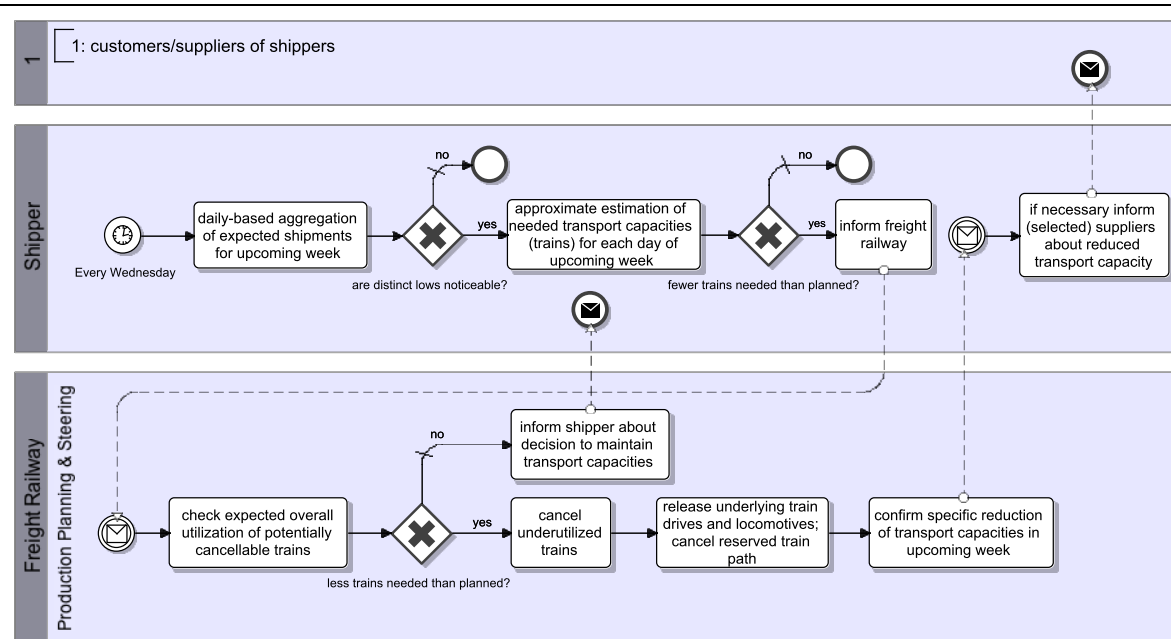 1
1: customers/suppliers of shippers
Shipper
Every Wednesday
daily-based aggregation
of expected shipments
for upcoming week
no
yes
are distinct lows noticeable?
approximate estimation of
needed transport capacities
(trains) for each day of
upcoming week
no
yes
fewer trains needed than planned?
inform freight
railway
if necessary inform
(selected) suppliers
about reduced
transport capacity
Freight Railway
Production Planning & Steering
check expected overall
utilization of potentially
cancellable trains
no
yes
less trains needed than planned?
inform shipper about
decision to maintain
transport capacities
cancel
underutilized
trains
release underlying train
drives and locomotives;
cancel reserved train
path
confirm specific reduction
of transport capacities in
upcoming week